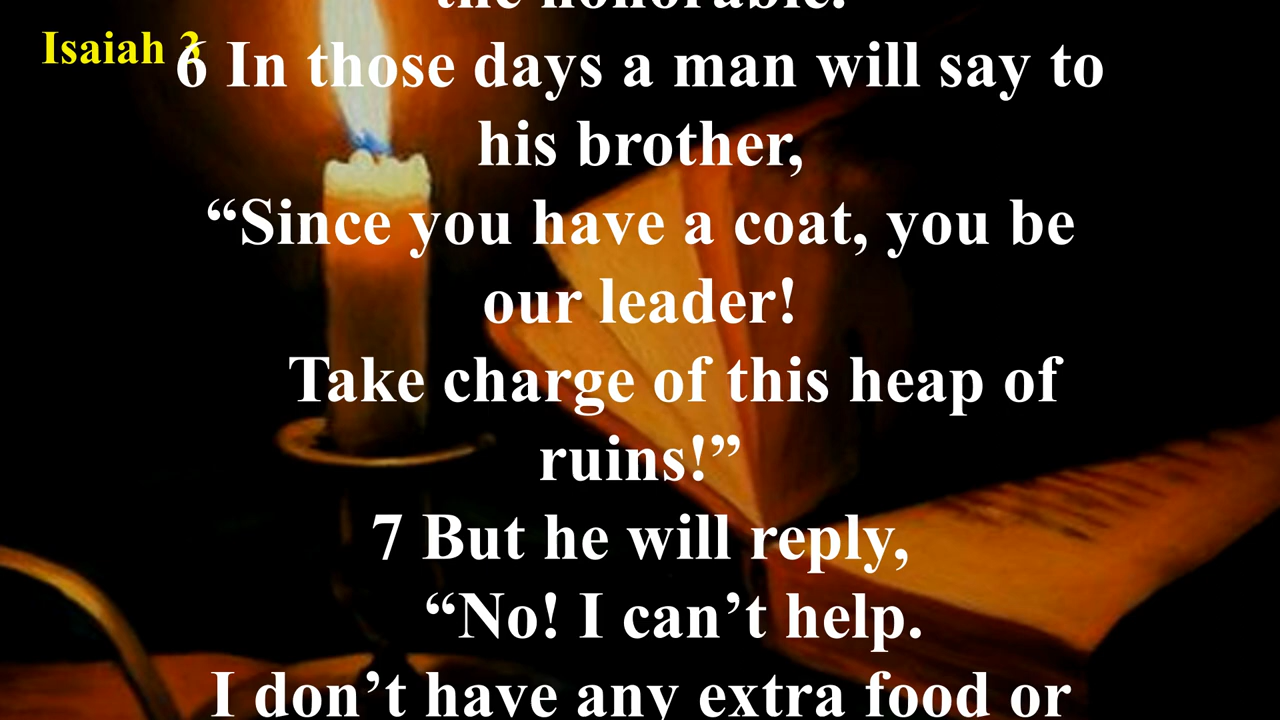 the honorable.”
Isaiah 3
6 In those days a man will say to
his brother,
“Since you have a coat, you be
our leader!
Take charge of this heap of
ruins!”
7 But he will reply,
“No! I can’t help.
I don’t have any extra food or